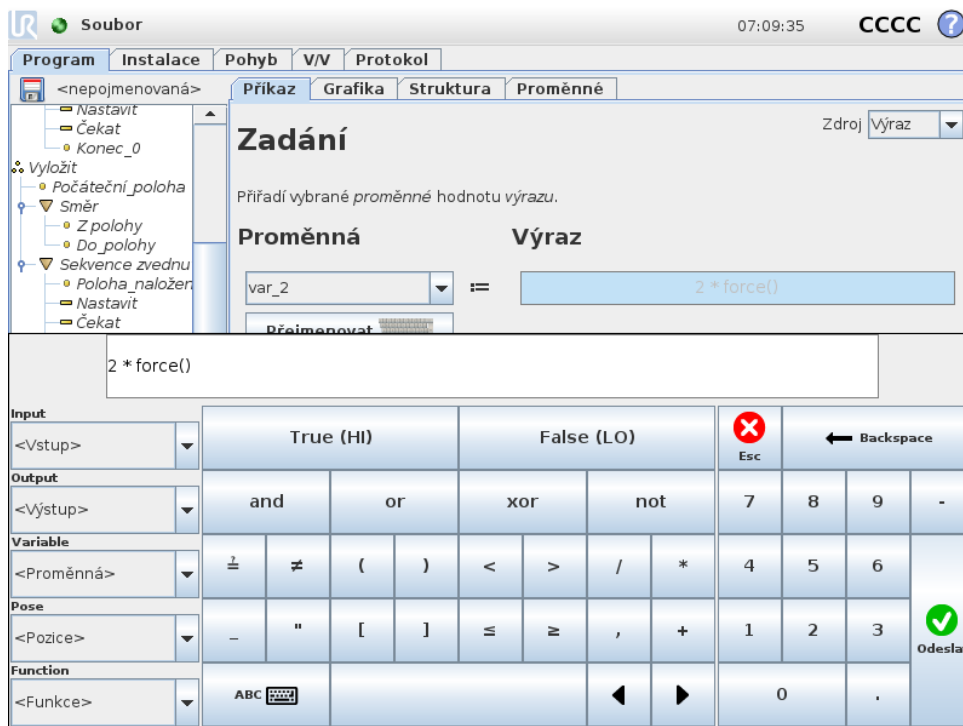 UR Soubor 07:09:35 CCCC ?
Program Instalace Pohyb V/V Protokol
<nepojmenovaná> Příkaz Grafika Struktura Proměnné
Nastavit
Čekat
Konec_0
Vyložit
Počáteční_poloha
Směr
Z polohy
Do_polohy
Sekvence zvednu
Poloha_naložen
Nastavit
Čekat
Zdroj Výraz
Zadání
Přiřadí vybrané proměnné hodnotu výrazu.
Proměnná Výraz
var_2 := 2 * force()
Přejmenovat
2 * force()
Input
<Vstup> True (HI) False (LO) Esc Backspace
Output
<Výstup> and or xor not 7 8 9 -
Variable
<Proměnná> ≟ ≠ ( ) < > / * 4 5 6
Pose
<Pozice> _ " [ ] ≤ ≥ , + 1 2 3 Odesla
Function
<Funkce> ABC 0 .